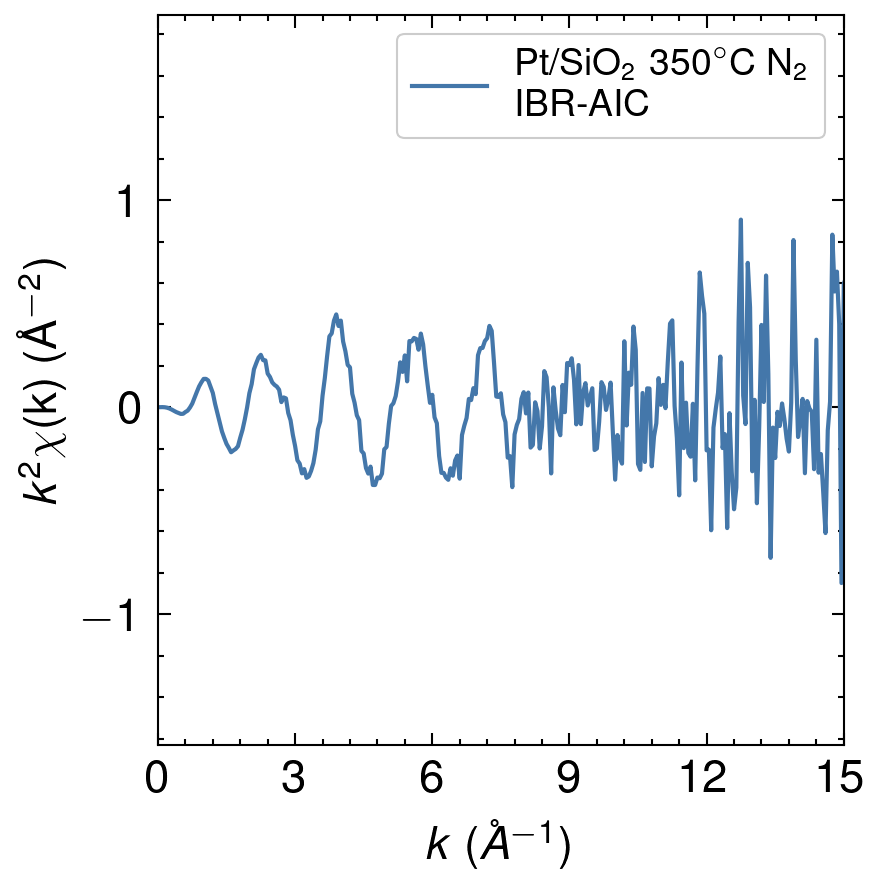 Pt/SiO₂ 350°C N₂
IBR-AIC
1
0
−1
k²χ(k) (Å⁻²)
0 3 6 9 12 15
k (Å⁻¹)